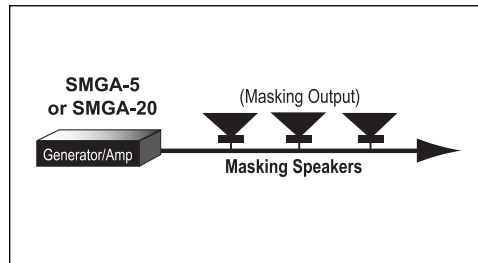 SMGA-5
or SMGA-20
(Masking Output)
Generator/Amp
Masking Speakers